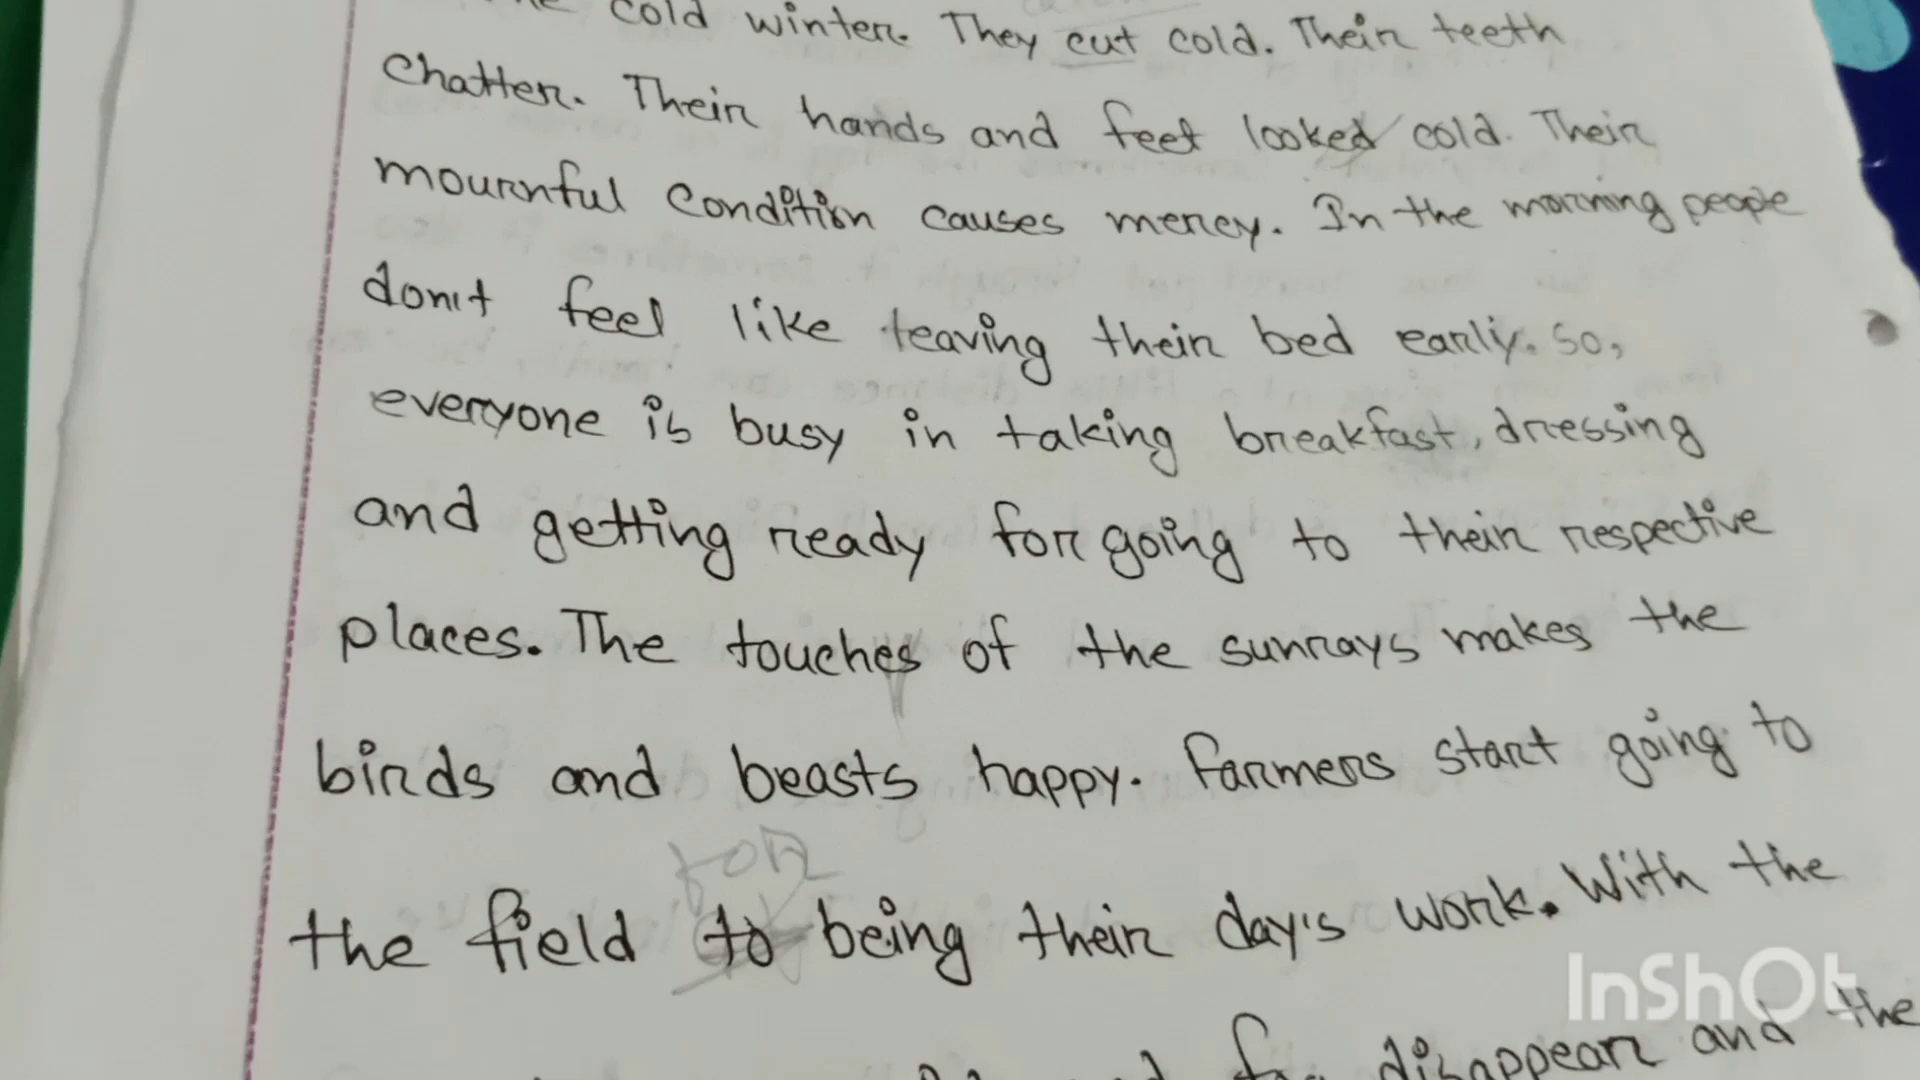 cold winter. They cut cold. Their teeth
chatter. Their hands and feet looked cold. Their
mournful condition causes mercy. In the morning people
don't feel like leaving their bed early. So,
everyone is busy in taking breakfast, dressing
and getting ready for going to their respective
places. The touches of the sunrays makes the
birds and beasts happy. Farmers start going to
for
the field to being their day's work. With the
disappear and the
InShOt